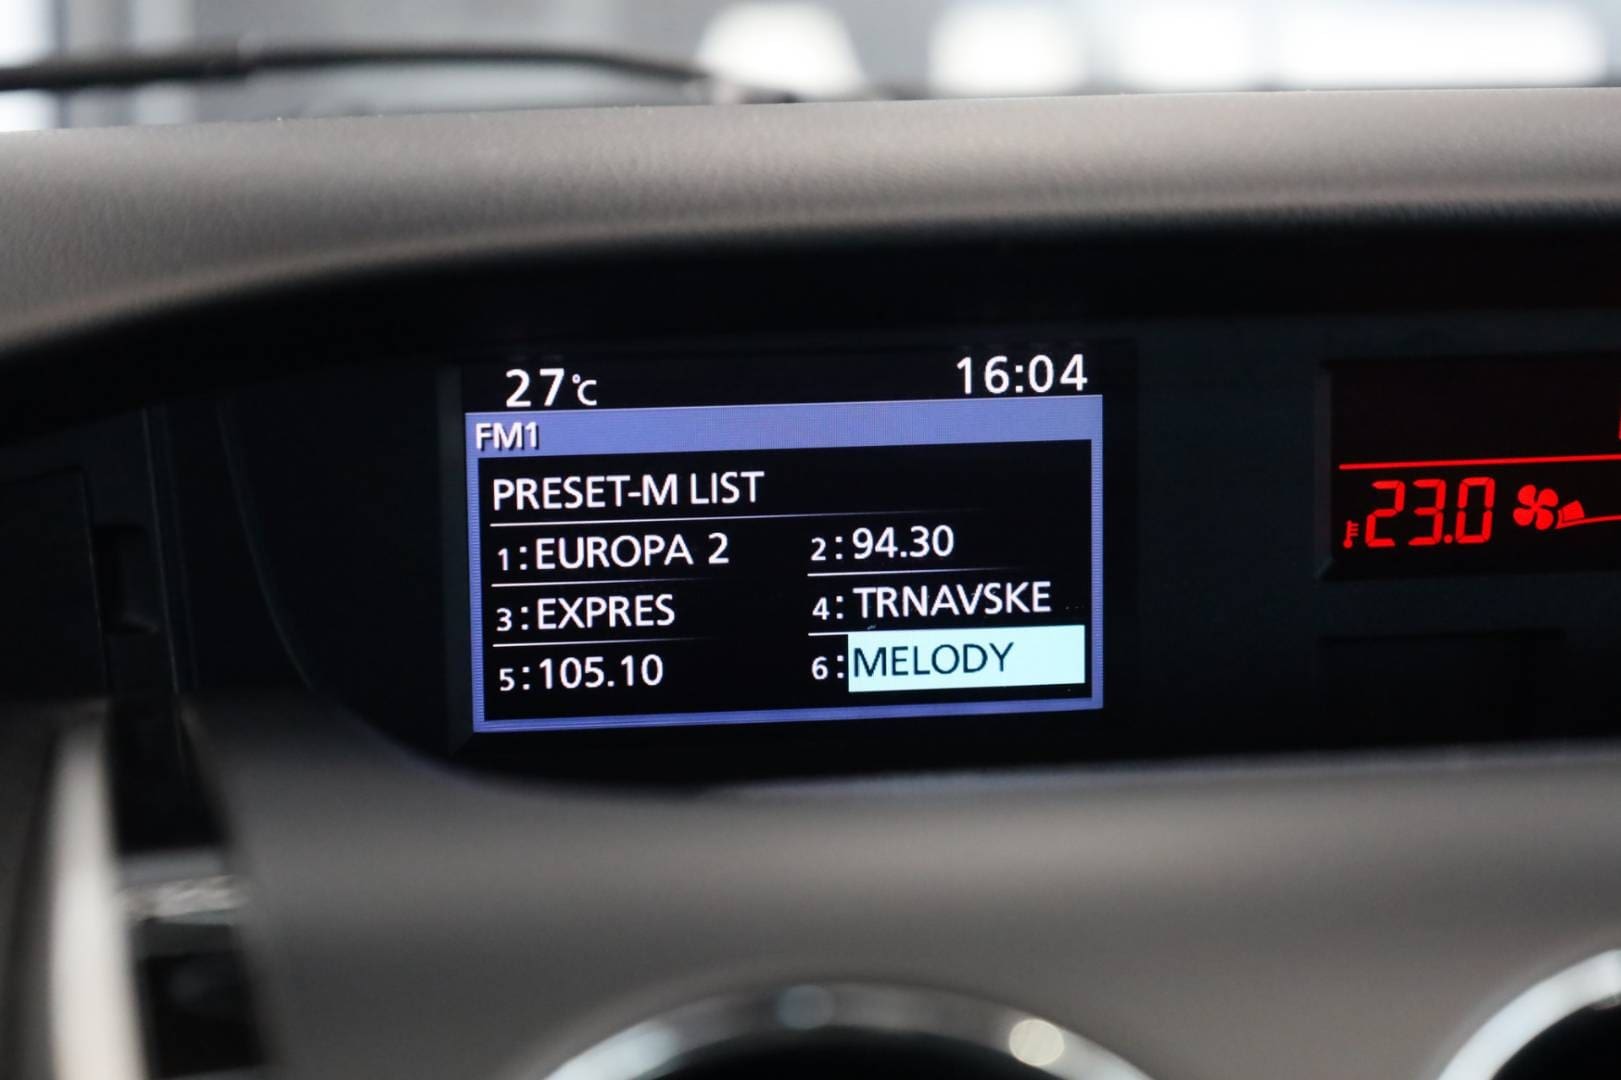 27°C 16:04
FM1
PRESET-M LIST
1:EUROPA 2 2:94.30
3:EXPRES 4:TRNAVSKE
5:105.10 6:MELODY
23.0